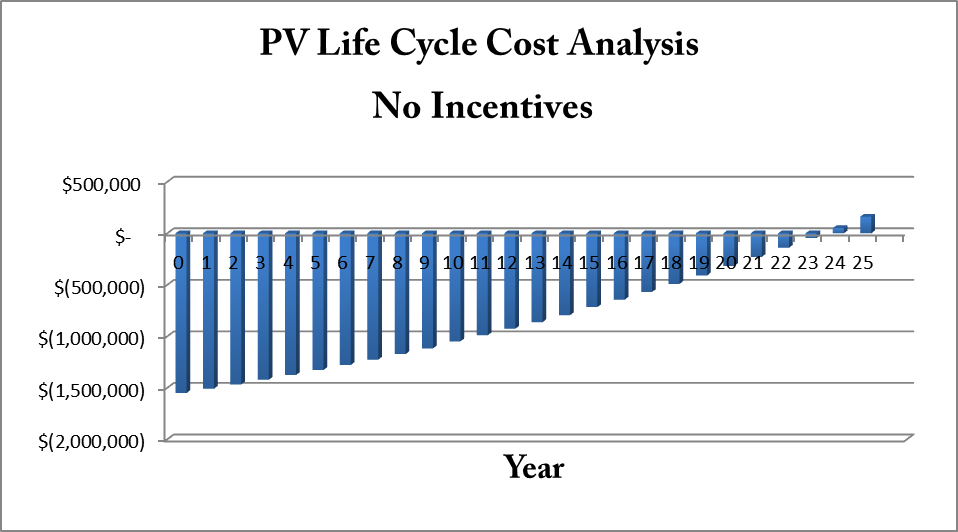 PV Life Cycle Cost Analysis
No Incentives
$500,000
$-
0 1 2 3 4 5 6 7 8 9 10 11 12 13 14 15 16 17 18 19 20 21 22 23 24 25
$(500,000)
$(1,000,000)
$(1,500,000)
$(2,000,000)
Year